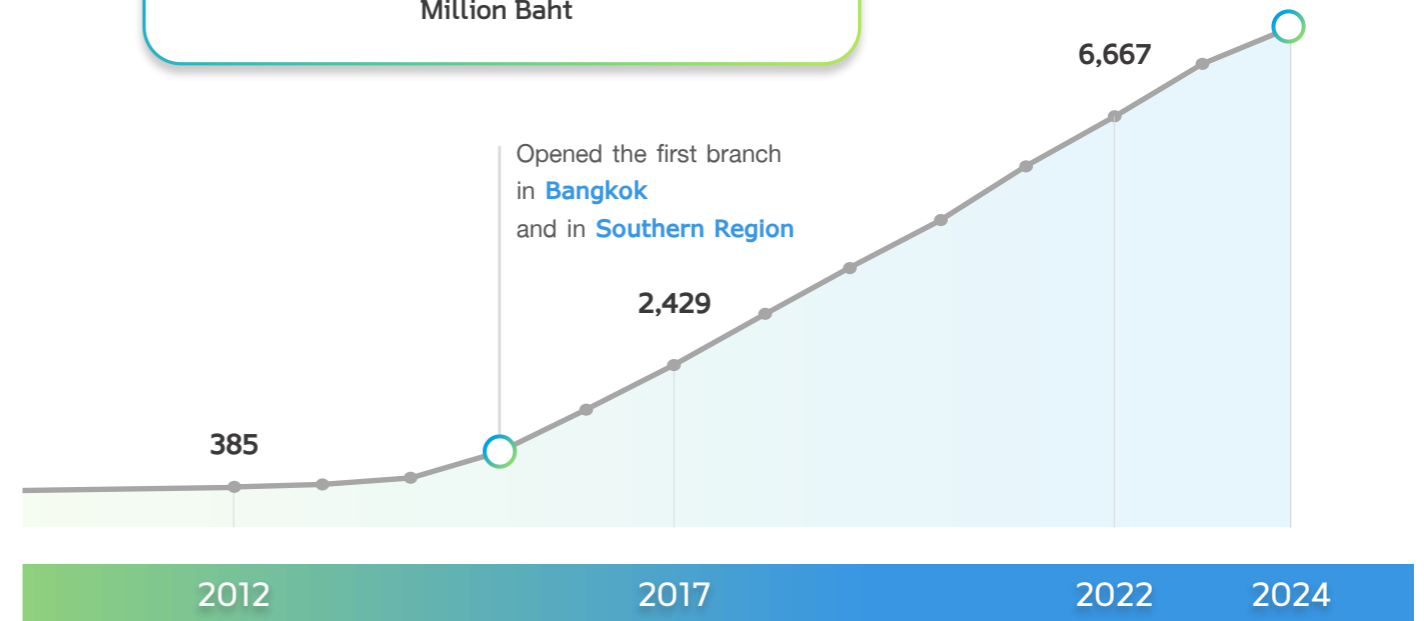 Million Baht
6,667
Opened the first branch
in Bangkok
and in Southern Region
2,429
385
2012
2017
2022
2024